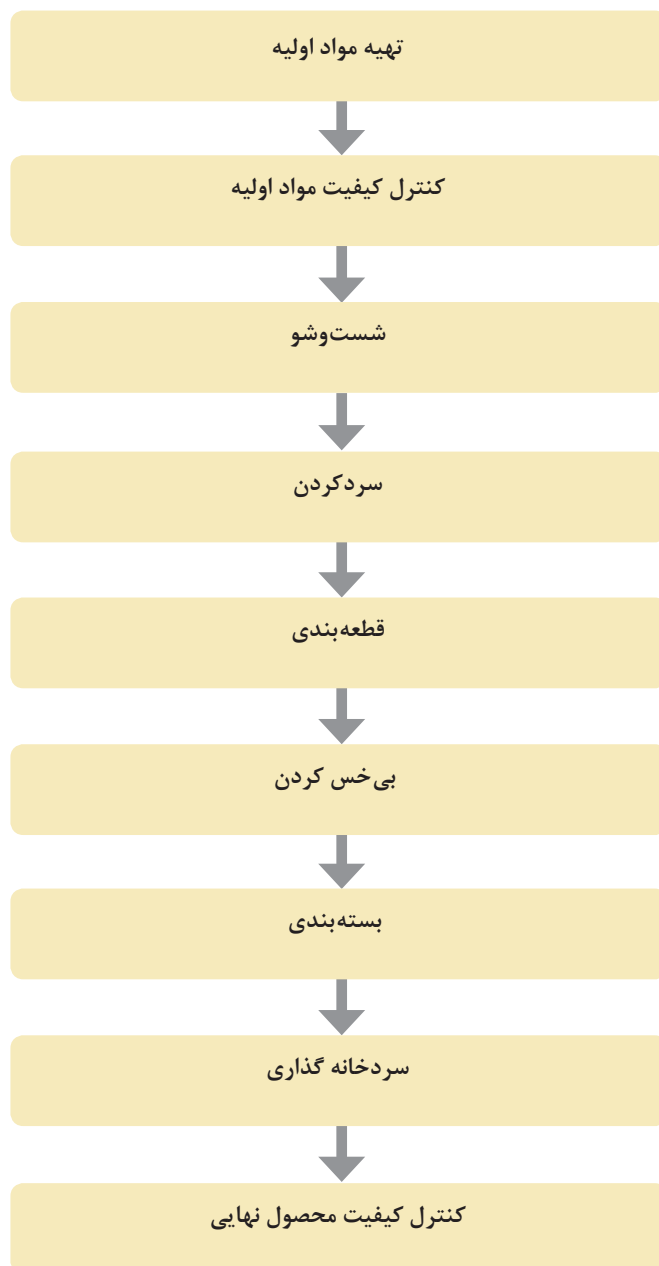 تهیه مواد اولیه
کنترل کیفیت مواد اولیه
شست‌وشو
سردکردن
قطعه‌بندی
بی‌خس کردن
بسته‌بندی
سردخانه گذاری
کنترل کیفیت محصول نهایی